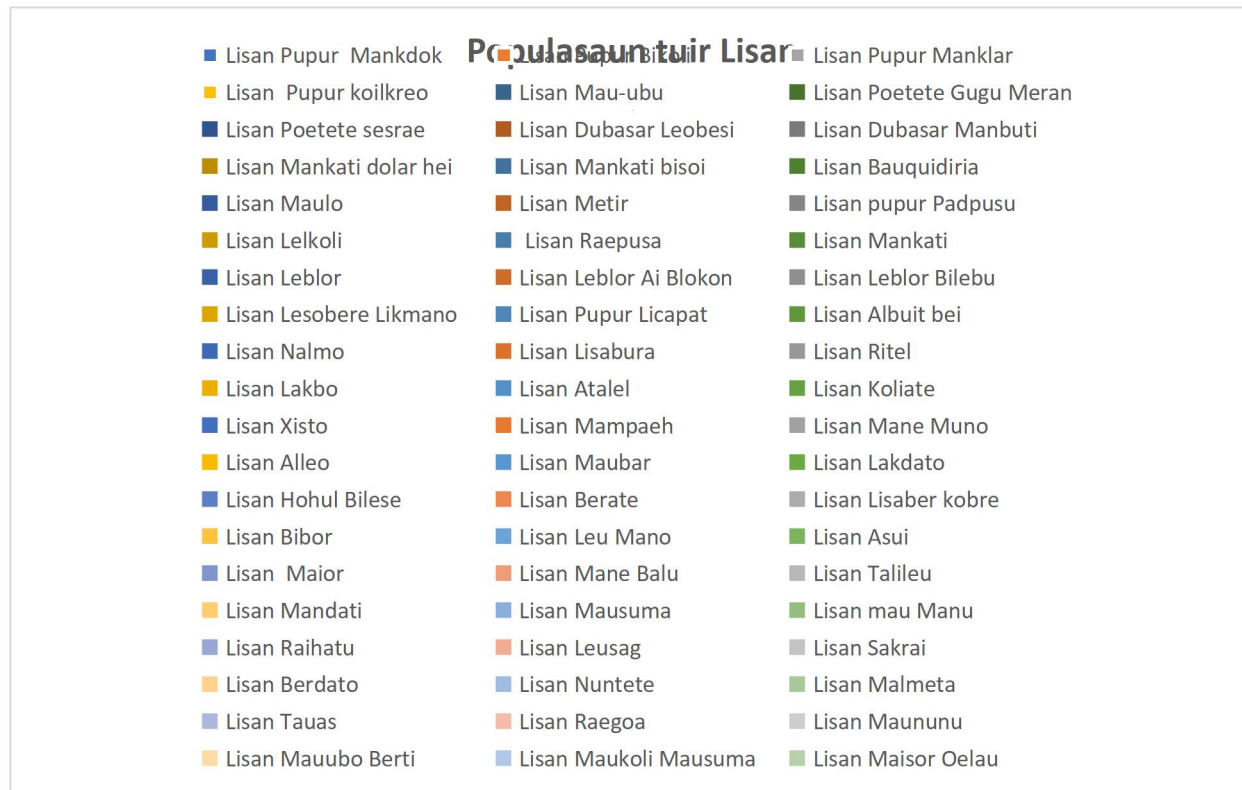 Populasaun tuir Lisan
Lisan Pupur  Mankdok Lisan Pupur Bikoli Lisan Pupur Manklar
Lisan  Pupur koilkreo Lisan Mau-ubu Lisan Poetete Gugu Meran
Lisan Poetete sesrae Lisan Dubasar Leobesi Lisan Dubasar Manbuti
Lisan Mankati dolar hei Lisan Mankati bisoi Lisan Bauquidiria
Lisan Maulo Lisan Metir Lisan pupur Padpusu
Lisan Lelkoli Lisan Raepusa Lisan Mankati
Lisan Leblor Lisan Leblor Ai Blokon Lisan Leblor Bilebu
Lisan Lesobere Likmano Lisan Pupur Licapat Lisan Albuit bei
Lisan Nalmo Lisan Lisabura Lisan Ritel
Lisan Lakbo Lisan Atalel Lisan Koliate
Lisan Xisto Lisan Mampaeh Lisan Mane Muno
Lisan Alleo Lisan Maubar Lisan Lakdato
Lisan Hohul Bilese Lisan Berate Lisan Lisaber kobre
Lisan Bibor Lisan Leu Mano Lisan Asui
Lisan  Maior Lisan Mane Balu Lisan Talileu
Lisan Mandati Lisan Mausuma Lisan mau Manu
Lisan Raihatu Lisan Leusag Lisan Sakrai
Lisan Berdato Lisan Nuntete Lisan Malmeta
Lisan Tauas Lisan Raegoa Lisan Maununu
Lisan Mauubo Berti Lisan Maukoli Mausuma Lisan Maisor Oelau